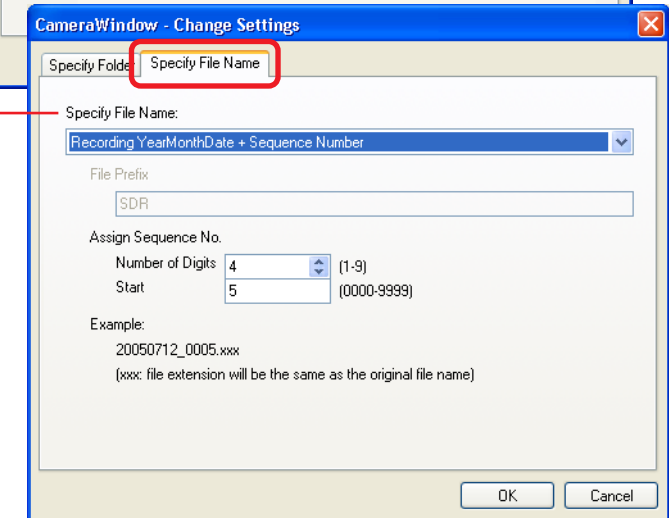 CameraWindow - Change Settings
Specify Folder Specify File Name
Specify File Name:
Recording YearMonthDate + Sequence Number
File Prefix
SDR
Assign Sequence No.
Number of Digits 4 (1-9)
Start 5 (0000-9999)
Example:
20050712_0005.xxx
(xxx: file extension will be the same as the original file name)
OK Cancel